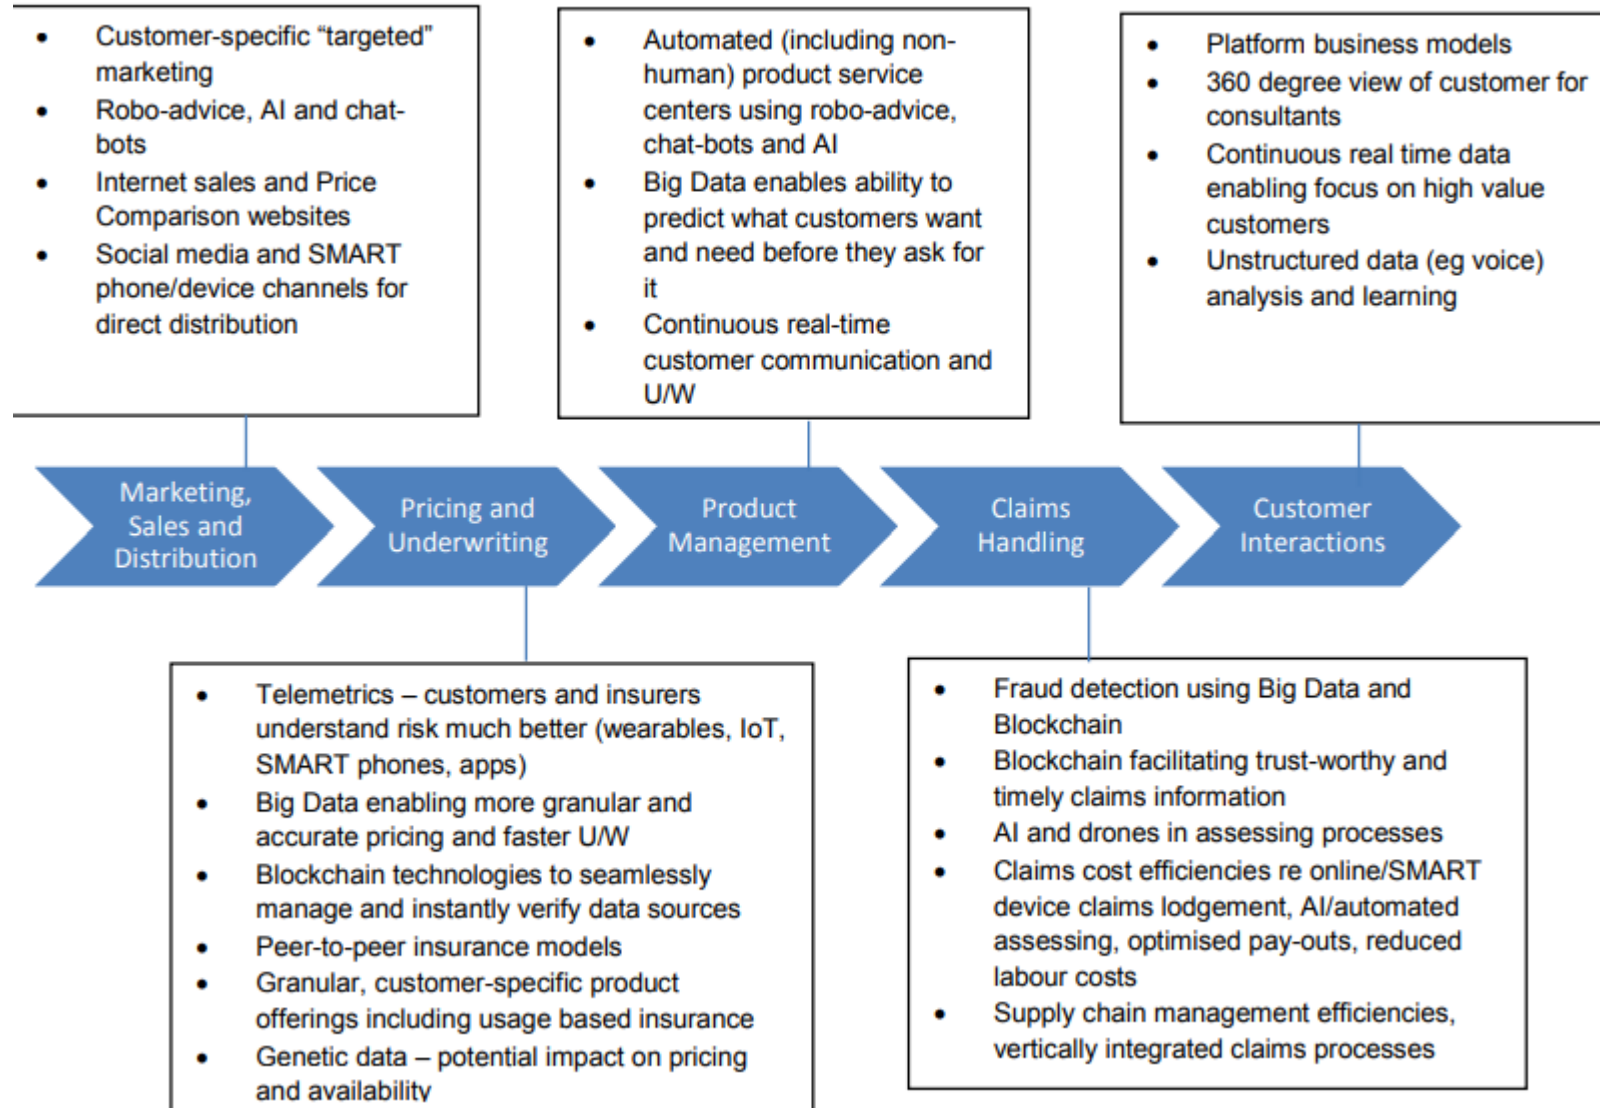 • Customer-specific “targeted”
marketing
• Robo-advice, AI and chat-
bots
• Internet sales and Price
Comparison websites
• Social media and SMART
phone/device channels for
direct distribution
• Automated (including non-
human) product service
centers using robo-advice,
chat-bots and AI
• Big Data enables ability to
predict what customers want
and need before they ask for
it
• Continuous real-time
customer communication and
U/W
• Platform business models
• 360 degree view of customer for
consultants
• Continuous real time data
enabling focus on high value
customers
• Unstructured data (eg voice)
analysis and learning
Marketing,
Sales and
Distribution
Pricing and
Underwriting
Product
Management
Claims
Handling
Customer
Interactions
• Telemetrics – customers and insurers
understand risk much better (wearables, IoT,
SMART phones, apps)
• Big Data enabling more granular and
accurate pricing and faster U/W
• Blockchain technologies to seamlessly
manage and instantly verify data sources
• Peer-to-peer insurance models
• Granular, customer-specific product
offerings including usage based insurance
• Genetic data – potential impact on pricing
and availability
• Fraud detection using Big Data and
Blockchain
• Blockchain facilitating trust-worthy and
timely claims information
• AI and drones in assessing processes
• Claims cost efficiencies re online/SMART
device claims lodgement, AI/automated
assessing, optimised pay-outs, reduced
labour costs
• Supply chain management efficiencies,
vertically integrated claims processes